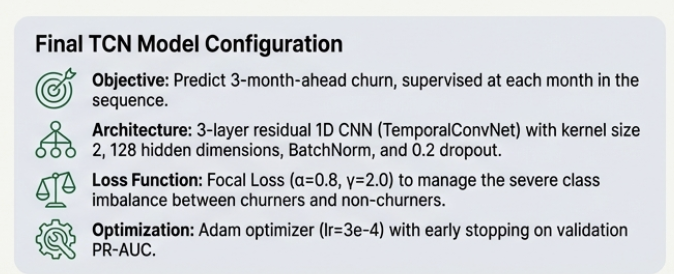 Final TCN Model Configuration
Objective: Predict 3-month-ahead churn, supervised at each month in the
sequence.
Architecture: 3-layer residual 1D CNN (TemporalConvNet) with kernel size
2, 128 hidden dimensions, BatchNorm, and 0.2 dropout.
Loss Function: Focal Loss (α=0.8, γ=2.0) to manage the severe class
imbalance between churners and non-churners.
Optimization: Adam optimizer (lr=3e-4) with early stopping on validation
PR-AUC.